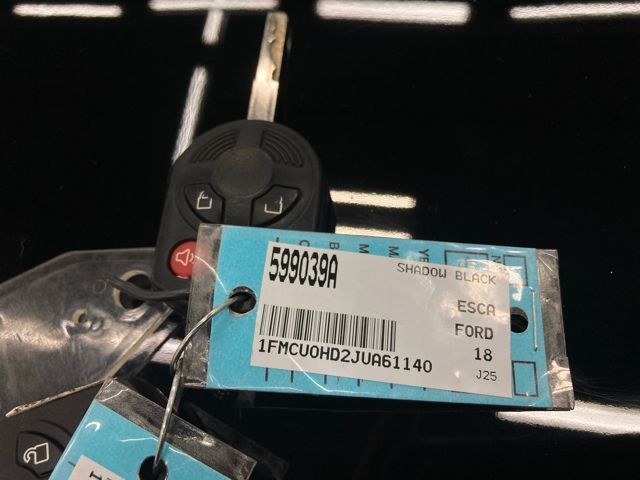 599039A
SHADOW BLACK
ESCA
FORD
18
1FMCU0HD2JUA61140
J25